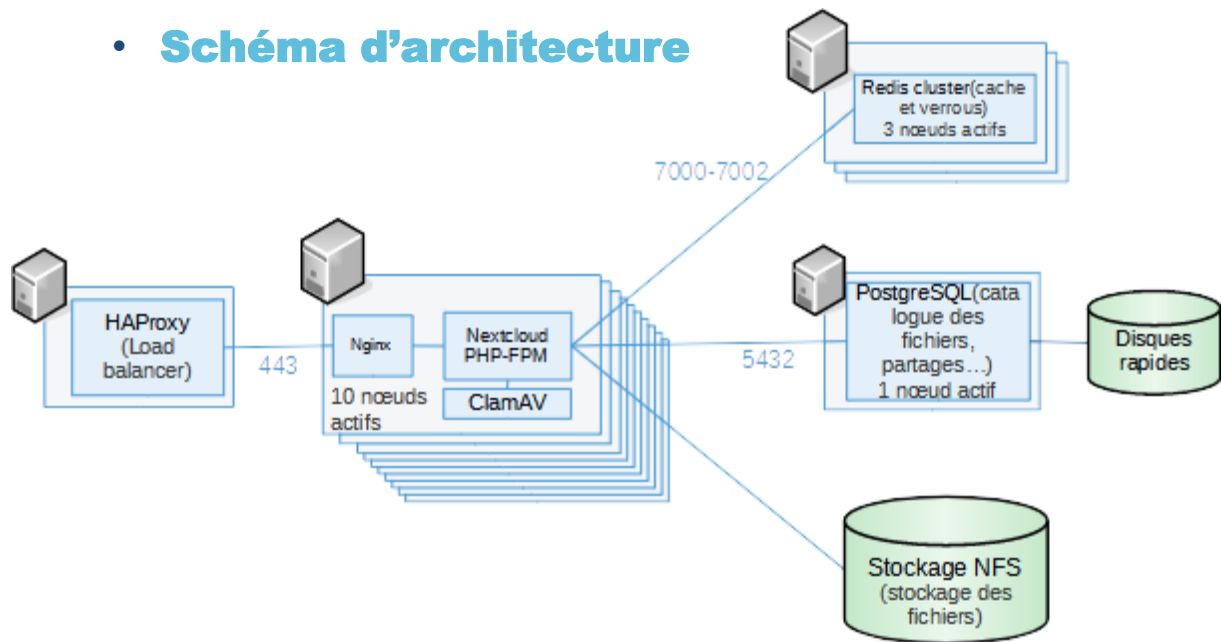 • Schéma d’architecture
Redis cluster(cache
et verrous)
3 nœuds actifs
7000-7002
HAProxy
(Load
balancer)
443
Nginx
Nextcloud
PHP-FPM
ClamAV
10 nœuds
actifs
5432
PostgreSQL(cata
logue des
fichiers,
partages…)
1 nœud actif
Disques
rapides
Stockage NFS
(stockage des
fichiers)